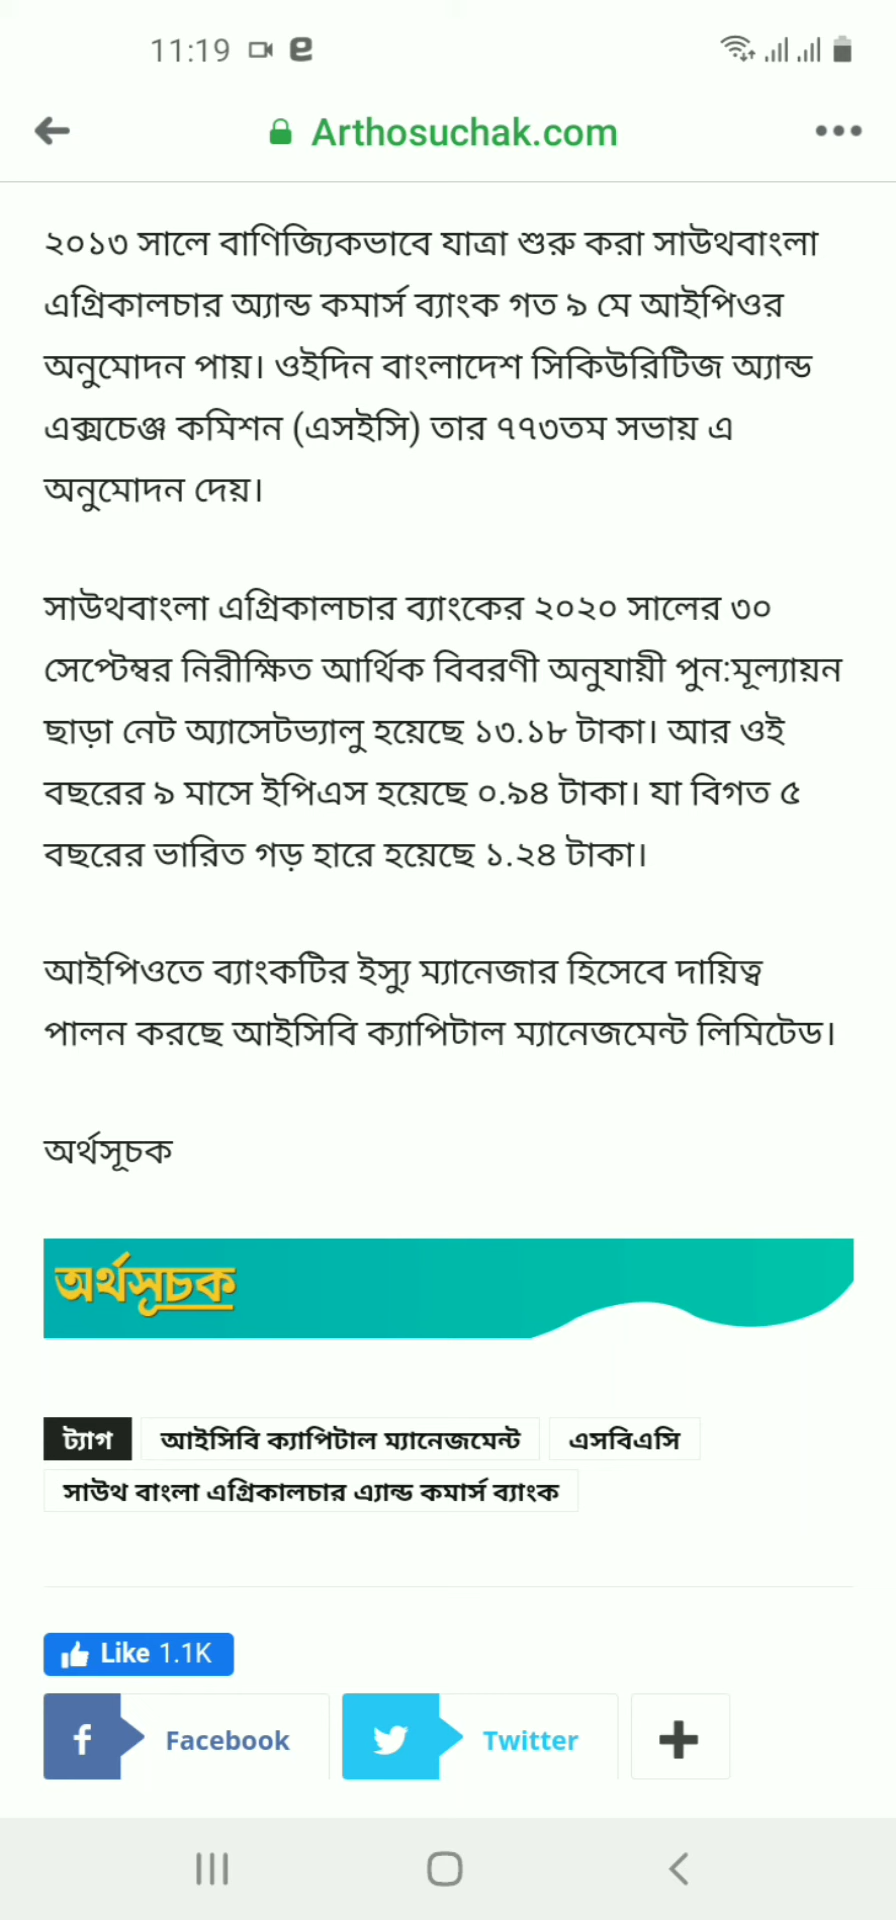 11:19
Arthosuchak.com
২০১৩ সালে বাণিজ্যিকভাবে যাত্রা শুরু করা সাউথবাংলা
এগ্রিকালচার অ্যান্ড কমার্স ব্যাংক গত ৯ মে আইপিওর
অনুমোদন পায়। ওইদিন বাংলাদেশ সিকিউরিটিজ অ্যান্ড
এক্সচেঞ্জ কমিশন (এসইসি) তার ৭৭৩তম সভায় এ
অনুমোদন দেয়।
সাউথবাংলা এগ্রিকালচার ব্যাংকের ২০২০ সালের ৩০
সেপ্টেম্বর নিরীক্ষিত আর্থিক বিবরণী অনুযায়ী পুন:মূল্যায়ন
ছাড়া নেট অ্যাসেটভ্যালু হয়েছে ১৩.১৮ টাকা। আর ওই
বছরের ৯ মাসে ইপিএস হয়েছে ০.৯৪ টাকা। যা বিগত ৫
বছরের ভারিত গড় হারে হয়েছে ১.২৪ টাকা।
আইপিওতে ব্যাংকটির ইস্যু ম্যানেজার হিসেবে দায়িত্ব
পালন করছে আইসিবি ক্যাপিটাল ম্যানেজমেন্ট লিমিটেড।
অর্থসূচক
অর্থসূচক
ট্যাগ আইসিবি ক্যাপিটাল ম্যানেজমেন্ট এসবিএসি
সাউথ বাংলা এগ্রিকালচার এ্যান্ড কমার্স ব্যাংক
Like 1.1K
Facebook Twitter